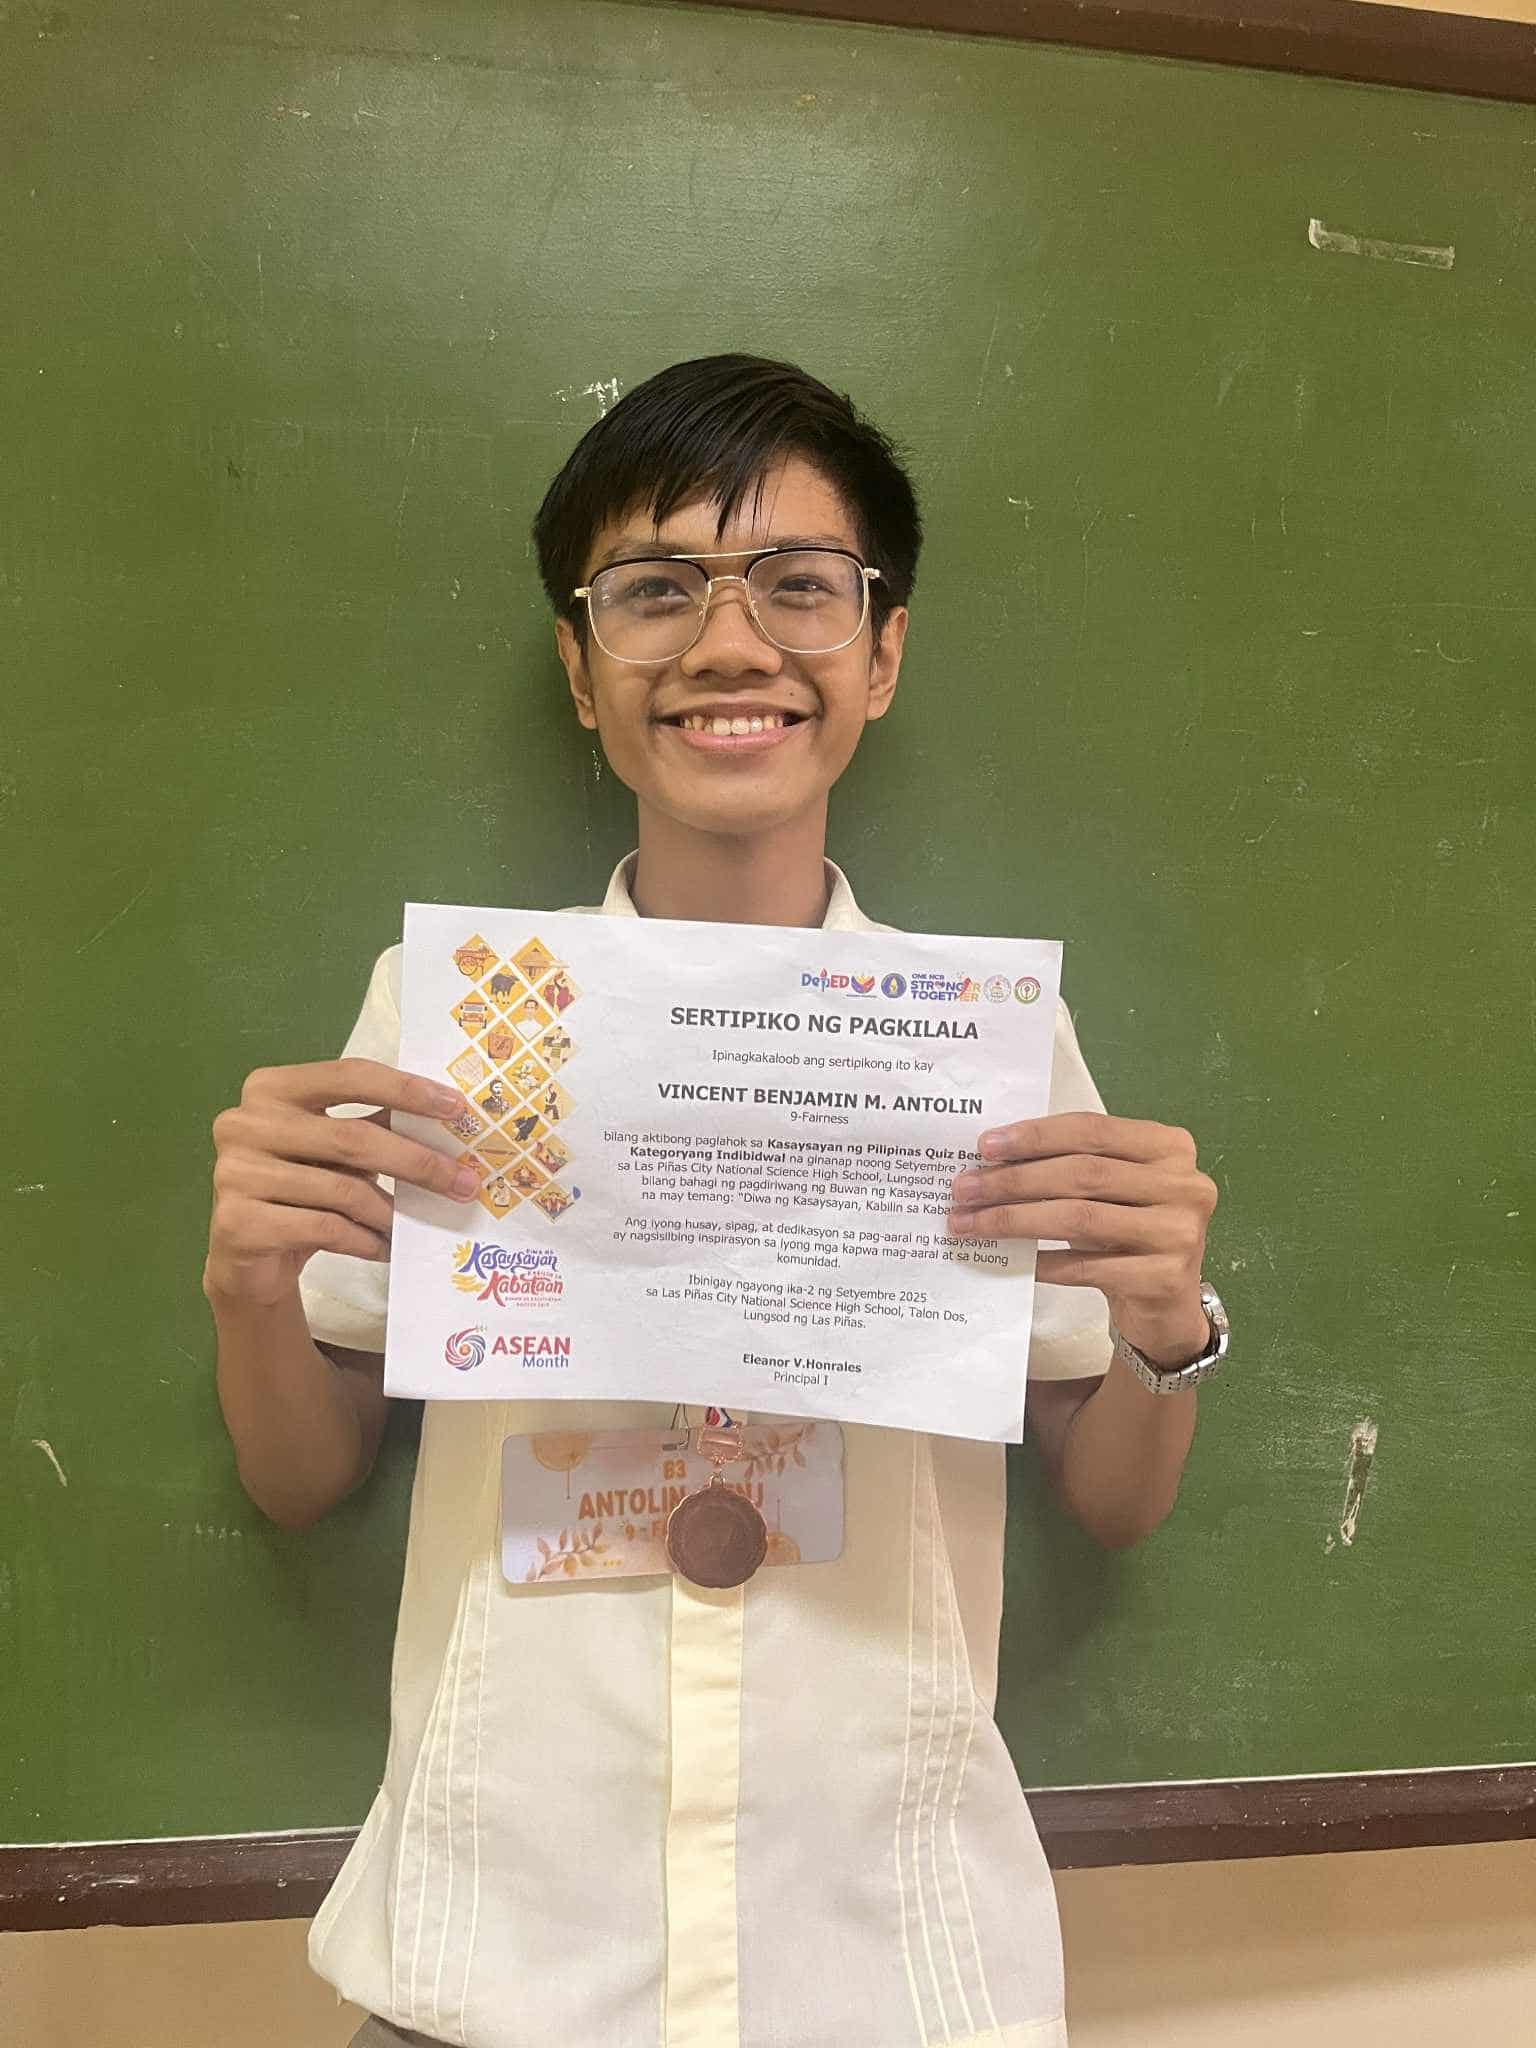 DepED
ONE NCR
STRONGER
TOGETHER
SERTIPIKO NG PAGKILALA
Ipinagkakaloob ang sertipikong ito kay
VINCENT BENJAMIN M. ANTOLIN
9-Fairness
bilang aktibong paglahok sa Kasaysayan ng Pilipinas Quiz Bee
Kategoryang Indibidwal na ginanap noong Setyembre 2,
sa Las Piñas City National Science High School, Lungsod ng
bilang bahagi ng pagdiriwang ng Buwan ng Kasaysayan
na may temang: "Diwa ng Kasaysayan, Kabilin sa
Ang iyong husay, sipag, at dedikasyon sa pag-aaral ng kasaysayan
ay nagsisilbing inspirasyon sa iyong mga kapwa mag-aaral at sa buong
komunidad.
Ibinigay ngayong ika-2 ng Setyembre 2025
sa Las Piñas City National Science High School, Talon Dos,
Lungsod ng Las Piñas.
Eleanor V.Honrales
Principal I
DIWA NG
Kasaysayan
KABILIN SA
Kabataan
ASEAN
Month
B3
ANTOLIN
9 -